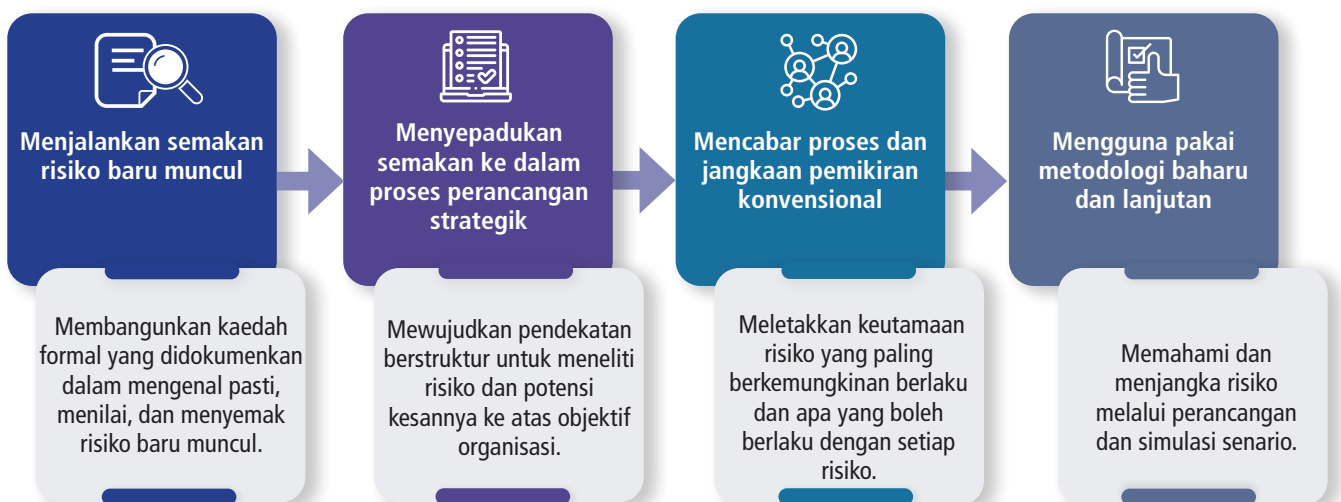 Menjalankan semakan
risiko baru muncul
Membangunkan kaedah
formal yang didokumenkan
dalam mengenal pasti,
menilai, dan menyemak
risiko baru muncul.
Menyepadukan
semakan ke dalam
proses perancangan
strategik
Mewujudkan pendekatan
berstruktur untuk meneliti
risiko dan potensi
kesannya ke atas objektif
organisasi.
Mencabar proses dan
jangkaan pemikiran
konvensional
Meletakkan keutamaan
risiko yang paling
berkemungkinan berlaku
dan apa yang boleh
berlaku dengan setiap
risiko.
Mengguna pakai
metodologi baharu
dan lanjutan
Memahami dan
menjangka risiko
melalui perancangan
dan simulasi senario.